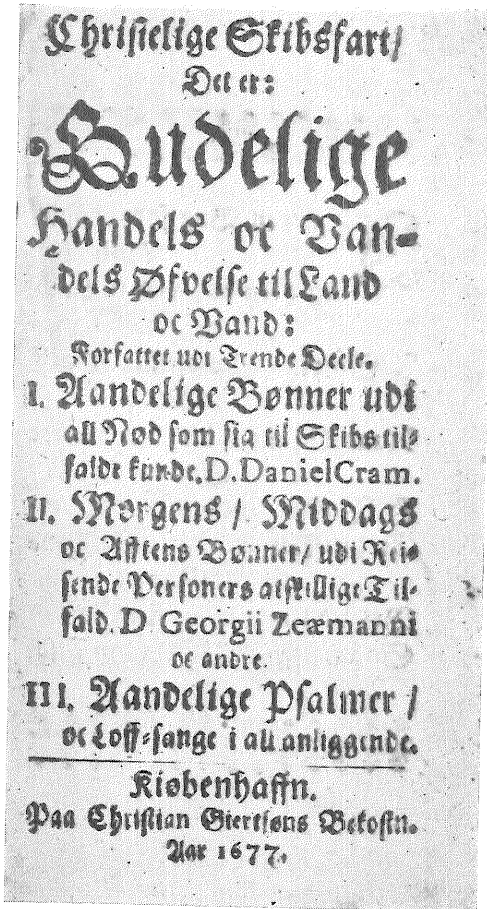 Christelige Skibsfart/
Det er:
Gudelige
Handels oc Van-
dels Øfvelse til Land
oc Vand:
Forfattet udi Trende Deele.
I. Aandelige Bønner udi
all Nød som sig til Skibs til-
falde kunde. D. Daniel Cram.
II. Morgens / Middags
oc Afftens Bønner/ udi Rei-
sende Personers atskillige Til-
fald. D Georgii Zeæmanni
oc andre.
III. Aandelige Psalmer /
oc Loff-sange i all anliggende.
Kiøbenhaffn.
Paa Christian Giertsøns Bekostn.
Aar 1677.